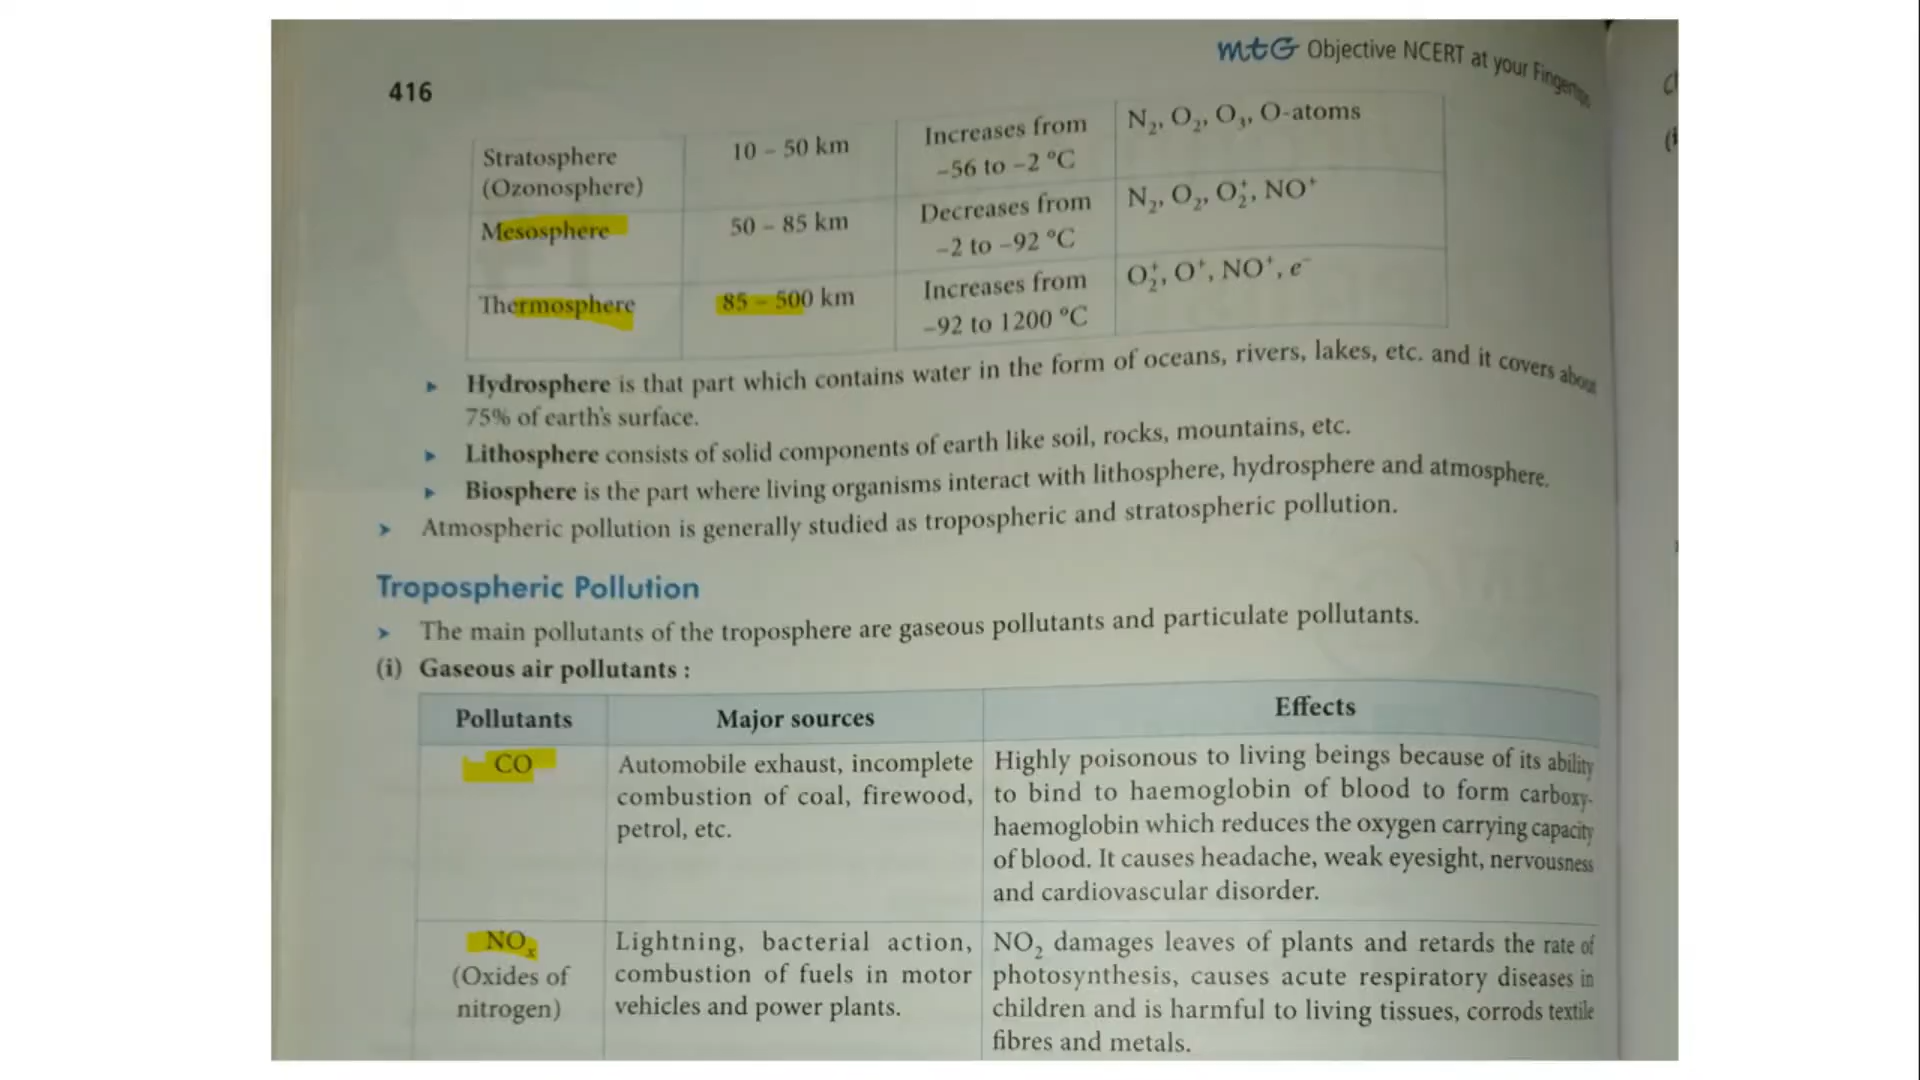 mtG Objective NCERT at your Fingertips
416
Stratosphere
(Ozonosphere)
10 – 50 km
Increases from
–56 to –2 °C
N₂, O₂, O₃, O-atoms
Mesosphere
50 – 85 km
Decreases from
–2 to –92 °C
N₂, O₂, O₂⁺, NO⁺
Thermosphere
85 – 500 km
Increases from
–92 to 1200 °C
O₂⁺, O⁺, NO⁺, e⁻
► Hydrosphere is that part which contains water in the form of oceans, rivers, lakes, etc. and it covers about
75% of earth's surface.
► Lithosphere consists of solid components of earth like soil, rocks, mountains, etc.
► Biosphere is the part where living organisms interact with lithosphere, hydrosphere and atmosphere.
➤ Atmospheric pollution is generally studied as tropospheric and stratospheric pollution.
Tropospheric Pollution
➤ The main pollutants of the troposphere are gaseous pollutants and particulate pollutants.
(i) Gaseous air pollutants :
Pollutants
Major sources
Effects
CO
Automobile exhaust, incomplete
combustion of coal, firewood,
petrol, etc.
Highly poisonous to living beings because of its ability
to bind to haemoglobin of blood to form carboxy-
haemoglobin which reduces the oxygen carrying capacity
of blood. It causes headache, weak eyesight, nervousness
and cardiovascular disorder.
NOₓ
(Oxides of
nitrogen)
Lightning, bacterial action,
combustion of fuels in motor
vehicles and power plants.
NO₂ damages leaves of plants and retards the rate of
photosynthesis, causes acute respiratory diseases in
children and is harmful to living tissues, corrods textile
fibres and metals.